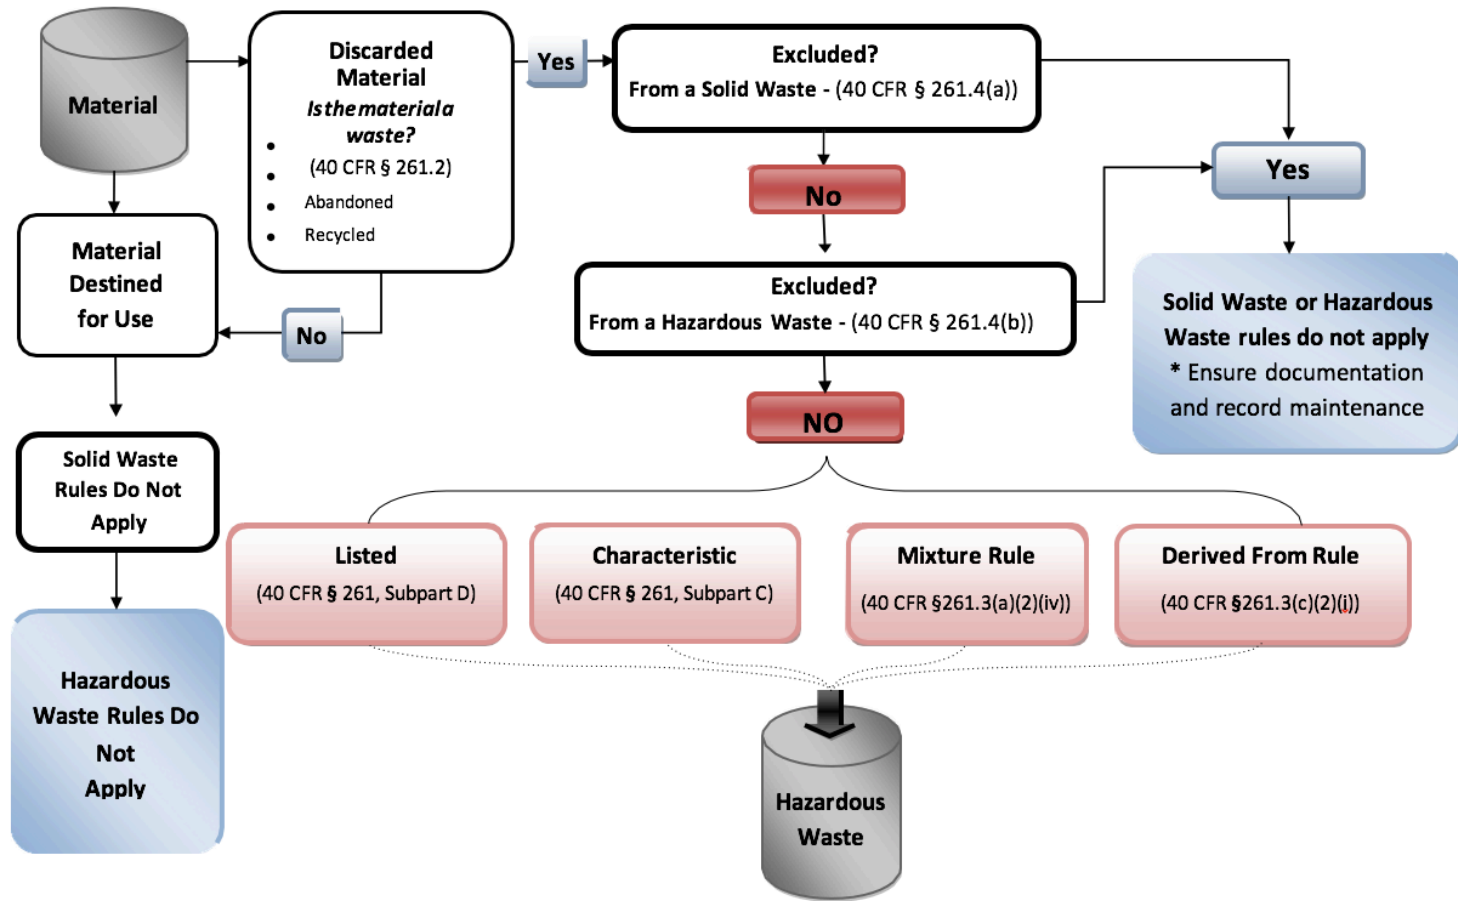 Material
Discarded
Material
Is the material a
waste?
(40 CFR § 261.2)
• Abandoned
• Recycled
Yes
Excluded?
From a Solid Waste - (40 CFR § 261.4(a))
No
Yes
Material
Destined
for Use
No
Excluded?
From a Hazardous Waste - (40 CFR § 261.4(b))
NO
Solid Waste or Hazardous
Waste rules do not apply
* Ensure documentation
and record maintenance
Solid Waste
Rules Do Not
Apply
Listed
(40 CFR § 261, Subpart D)
Characteristic
(40 CFR § 261, Subpart C)
Mixture Rule
(40 CFR §261.3(a)(2)(iv))
Derived From Rule
(40 CFR §261.3(c)(2)(i))
Hazardous
Waste Rules Do
Not
Apply
Hazardous
Waste